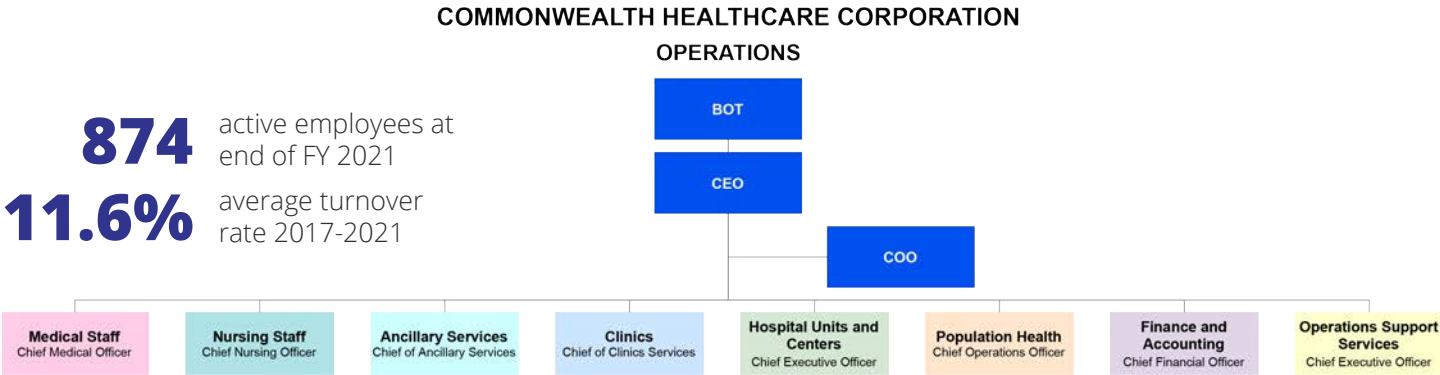 COMMONWEALTH HEALTHCARE CORPORATION
OPERATIONS
874
active employees at
end of FY 2021
11.6%
average turnover
rate 2017-2021
BOT
CEO
COO
Medical Staff
Chief Medical Officer
Nursing Staff
Chief Nursing Officer
Ancillary Services
Chief of Ancillary Services
Clinics
Chief of Clinics Services
Hospital Units and
Centers
Chief Executive Officer
Population Health
Chief Operations Officer
Finance and
Accounting
Chief Financial Officer
Operations Support
Services
Chief Executive Officer